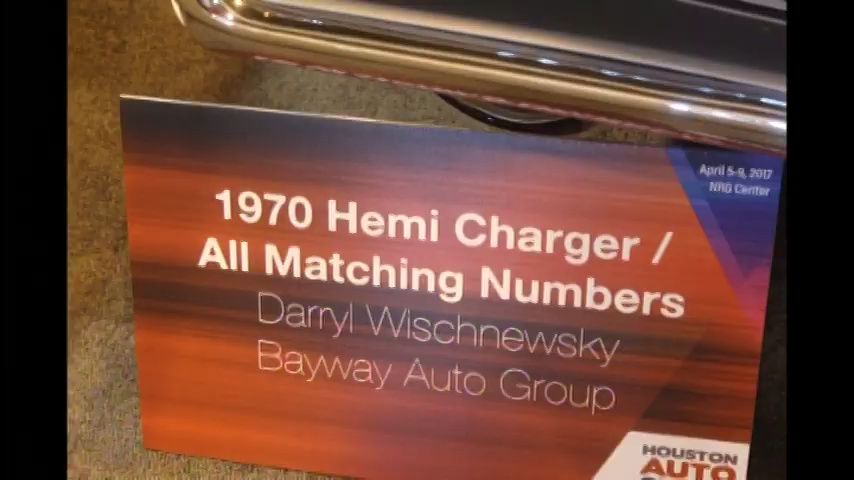 April 5-9, 2017
NRG Center
1970 Hemi Charger /
All Matching Numbers
Darryl Wischnewsky
Bayway Auto Group
HOUSTON
AUTO